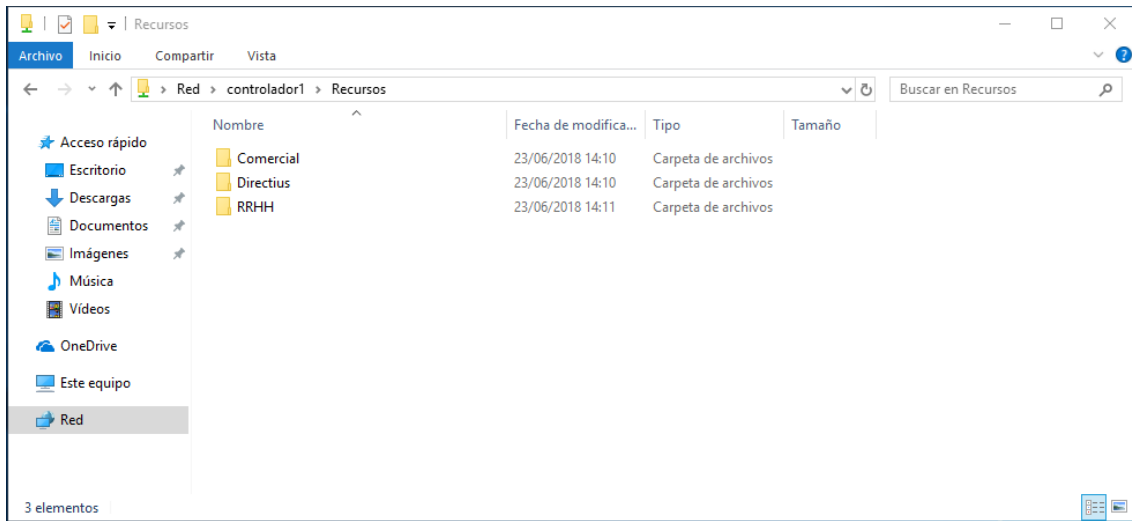 Recursos
Archivo Inicio Compartir Vista
Red > controlador1 > Recursos Buscar en Recursos
Nombre Fecha de modifica... Tipo Tamaño
Acceso rápido
Escritorio
Descargas
Documentos
Imágenes
Música
Vídeos
OneDrive
Este equipo
Red
Comercial 23/06/2018 14:10 Carpeta de archivos
Directius 23/06/2018 14:10 Carpeta de archivos
RRHH 23/06/2018 14:11 Carpeta de archivos
3 elementos